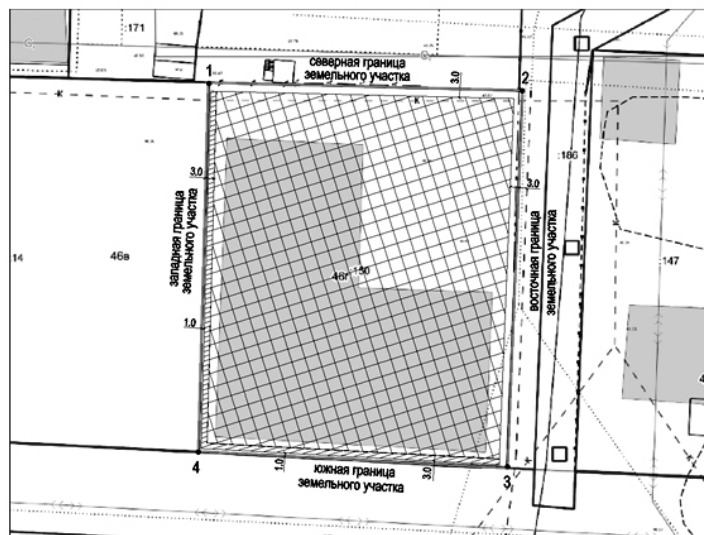 :171
северная граница
земельного участка
1
3.0
2
к
к
:186
3.0
3.0
западная граница
земельного участка
восточная граница
земельного участка
14
46в
46г
:150
:147
1.0
4
1.0
южная граница
земельного участка
3.0
3